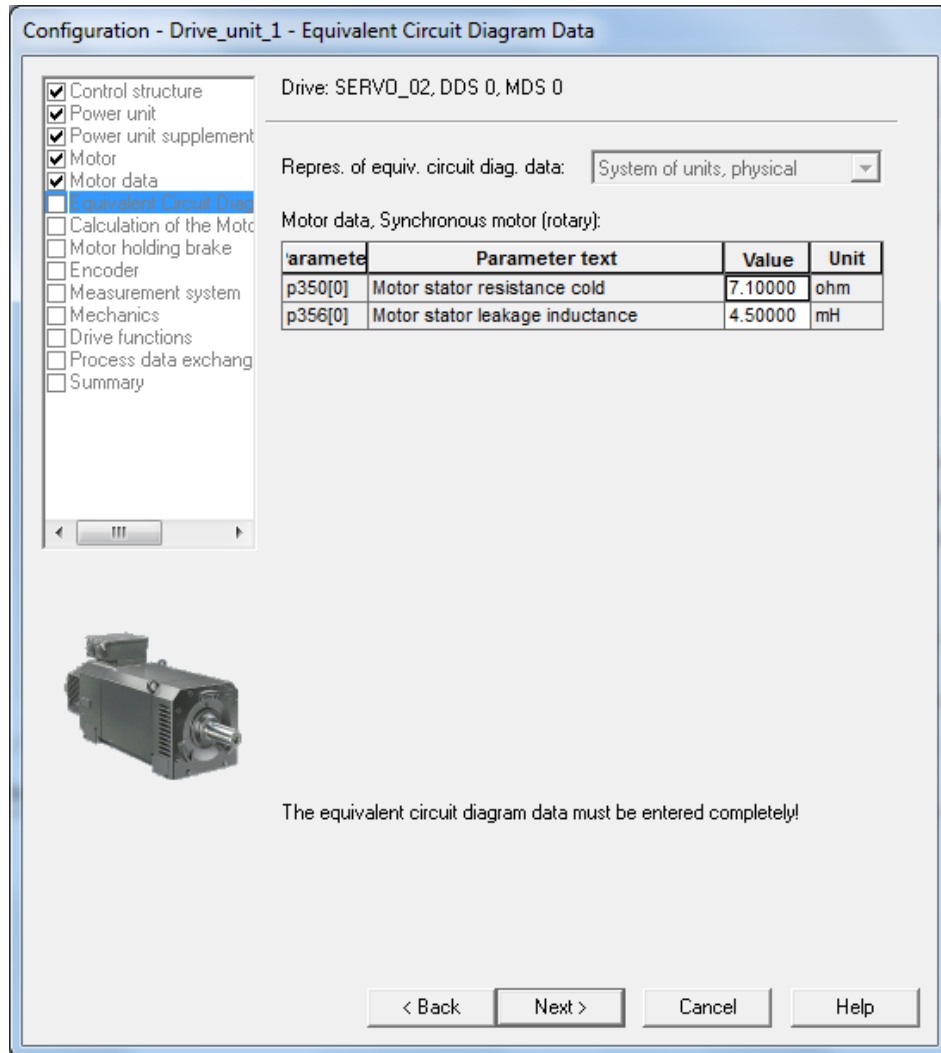 Configuration - Drive_unit_1 - Equivalent Circuit Diagram Data
Control structure
Power unit
Power unit supplement
Motor
Motor data
Equivalent Circuit Diag
Calculation of the Moto
Motor holding brake
Encoder
Measurement system
Mechanics
Drive functions
Process data exchang
Summary
Drive: SERVO_02, DDS 0, MDS 0
Repres. of equiv. circuit diag. data: System of units, physical
Motor data, Synchronous motor (rotary):
aramete Parameter text Value Unit
p350[0] Motor stator resistance cold 7.10000 ohm
p356[0] Motor stator leakage inductance 4.50000 mH
The equivalent circuit diagram data must be entered completely!
< Back Next > Cancel Help